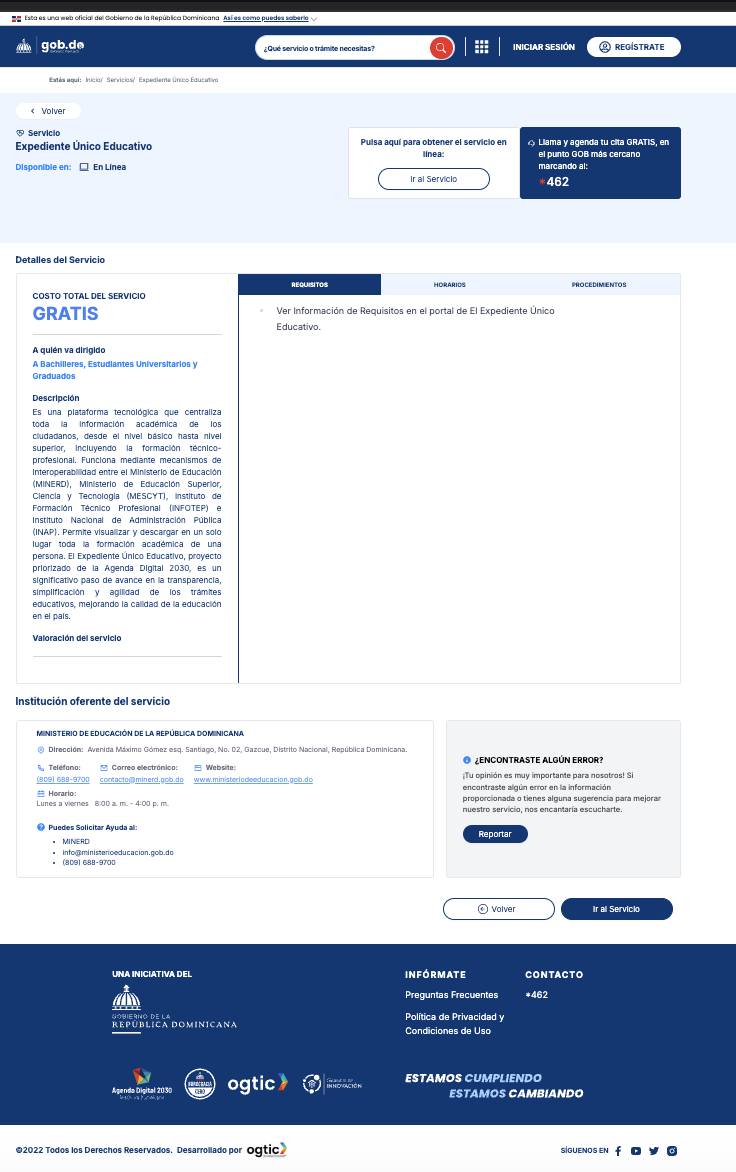 Esta es una web oficial del Gobierno de la República Dominicana Así es como puedes saberlo
gob.do
¿Qué servicio o trámite necesitas?
INICIAR SESIÓN
REGÍSTRATE
Estás aquí: Inicio/ Servicios/ Expediente Único Educativo
Volver
Servicio
Expediente Único Educativo
Disponible en: En Línea
Pulsa aquí para obtener el servicio en
línea:
Ir al Servicio
Llama y agenda tu cita GRATIS, en
el punto GOB más cercano
marcando al:
*462
Detalles del Servicio
COSTO TOTAL DEL SERVICIO
GRATIS
A quién va dirigido
A Bachilleres, Estudiantes Universitarios y
Graduados
Descripción
Es una plataforma tecnológica que centraliza
toda la información académica de los
ciudadanos, desde el nivel básico hasta nivel
superior, incluyendo la formación técnico-
profesional. Funciona mediante mecanismos de
interoperabilidad entre el Ministerio de Educación
(MINERD), Ministerio de Educación Superior,
Ciencia y Tecnología (MESCYT), Instituto de
Formación Técnico Profesional (INFOTEP) e
Instituto Nacional de Administración Pública
(INAP). Permite visualizar y descargar en un solo
lugar toda la formación académica de una
persona. El Expediente Único Educativo, proyecto
priorizado de la Agenda Digital 2030, es un
significativo paso de avance en la transparencia,
simplificación y agilidad de los trámites
educativos, mejorando la calidad de la educación
en el país.
Valoración del servicio
REQUISITOS
HORARIOS
PROCEDIMIENTOS
Ver Información de Requisitos en el portal de El Expediente Único
Educativo.
Institución oferente del servicio
MINISTERIO DE EDUCACIÓN DE LA REPÚBLICA DOMINICANA
Dirección: Avenida Máximo Gómez esq. Santiago, No. 02, Gazcue, Distrito Nacional, República Dominicana.
Teléfono: Correo electrónico: Website:
(809) 688-9700 contacto@minerd.gob.do www.ministeriodeeducacion.gob.do
Horario:
Lunes a viernes 8:00 a. m. - 4:00 p. m.
Puedes Solicitar Ayuda al:
MINERD
info@ministerioeducacion.gob.do
(809) 688-9700
¿ENCONTRASTE ALGÚN ERROR?
¡Tu opinión es muy importante para nosotros! Si
encontraste algún error en la información
proporcionada o tienes alguna sugerencia para mejorar
nuestro servicio, nos encantaría escucharte.
Reportar
Volver
Ir al Servicio
UNA INICIATIVA DEL
GOBIERNO DE LA
REPÚBLICA DOMINICANA
INFÓRMATE
Preguntas Frecuentes
Política de Privacidad y
Condiciones de Uso
CONTACTO
*462
Agenda Digital 2030
BUROCRACIA
CERO
ogtic
INNOVACIÓN
ESTAMOS CUMPLIENDO
ESTAMOS CAMBIANDO
©2022 Todos los Derechos Reservados. Desarrollado por ogtic
SÍGUENOS EN